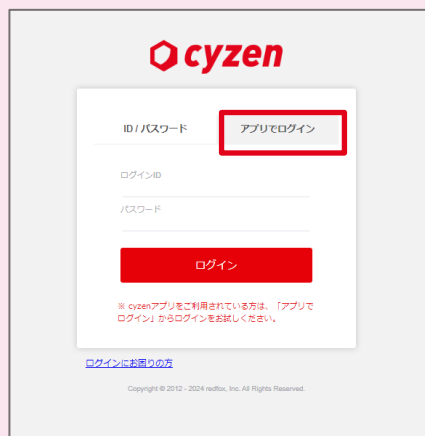 cyzen
ID / パスワード
アプリでログイン
ログインID
パスワード
ログイン
※ cyzenアプリをご利用されている方は、「アプリで
ログイン」からログインをお試しください。
ログインにお困りの方
Copyright © 2012 - 2024 redfox, Inc. All Rights Reserved.